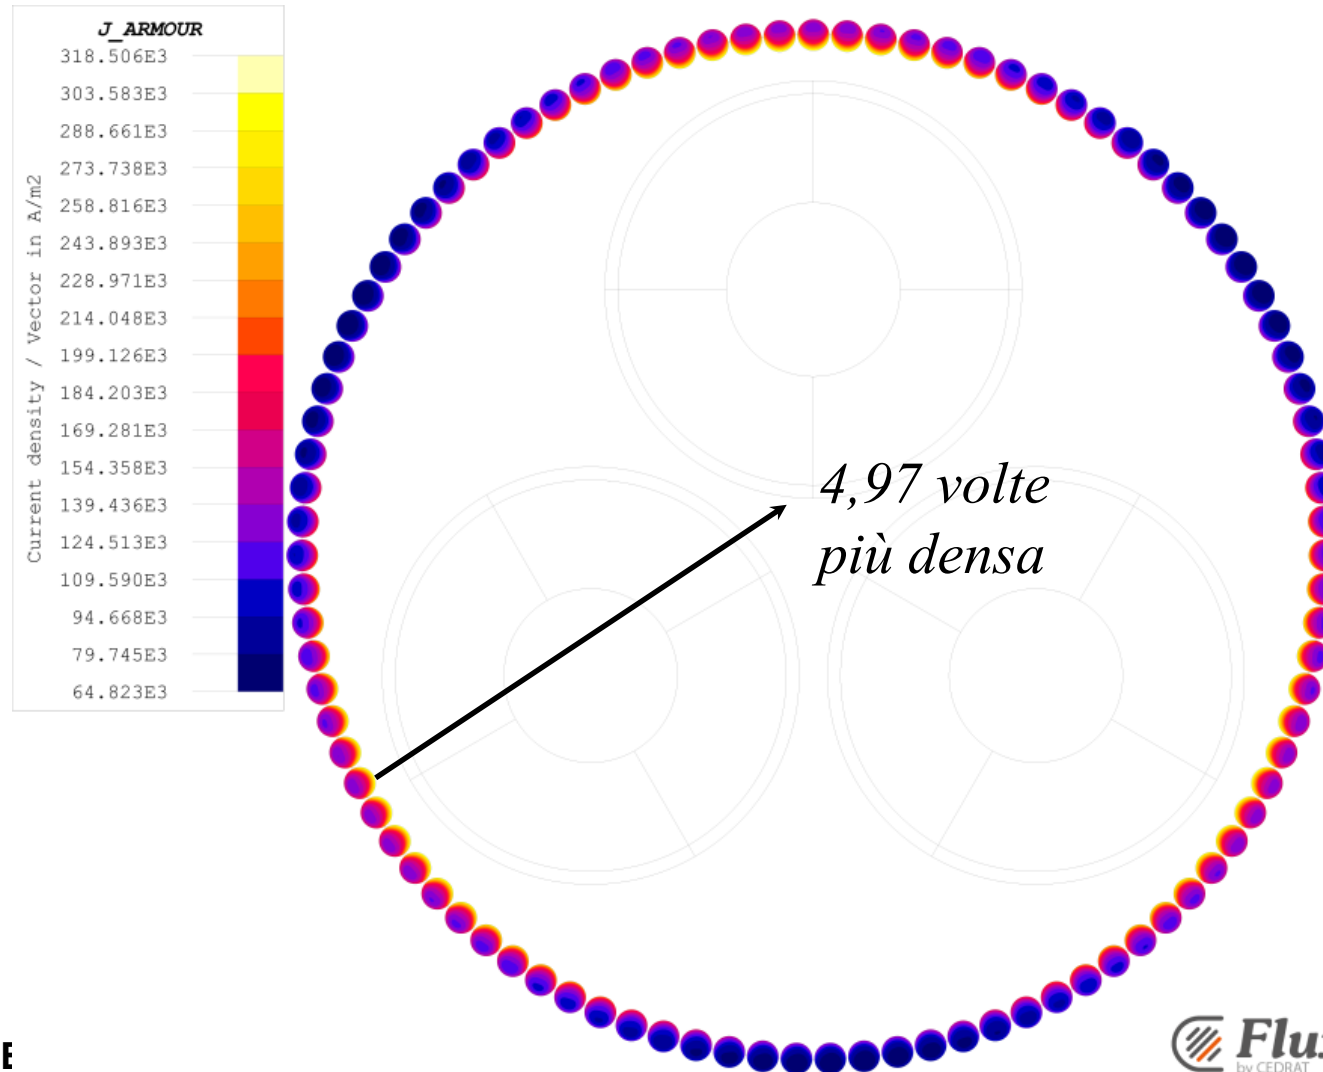 J_ARMOUR
318.506E3
303.583E3
288.661E3
273.738E3
258.816E3
243.893E3
228.971E3
214.048E3
199.126E3
184.203E3
169.281E3
154.358E3
139.436E3
124.513E3
109.590E3
94.668E3
79.745E3
64.823E3
Current density / Vector in A/m2
4,97 volte
più densa
by CEDRAT